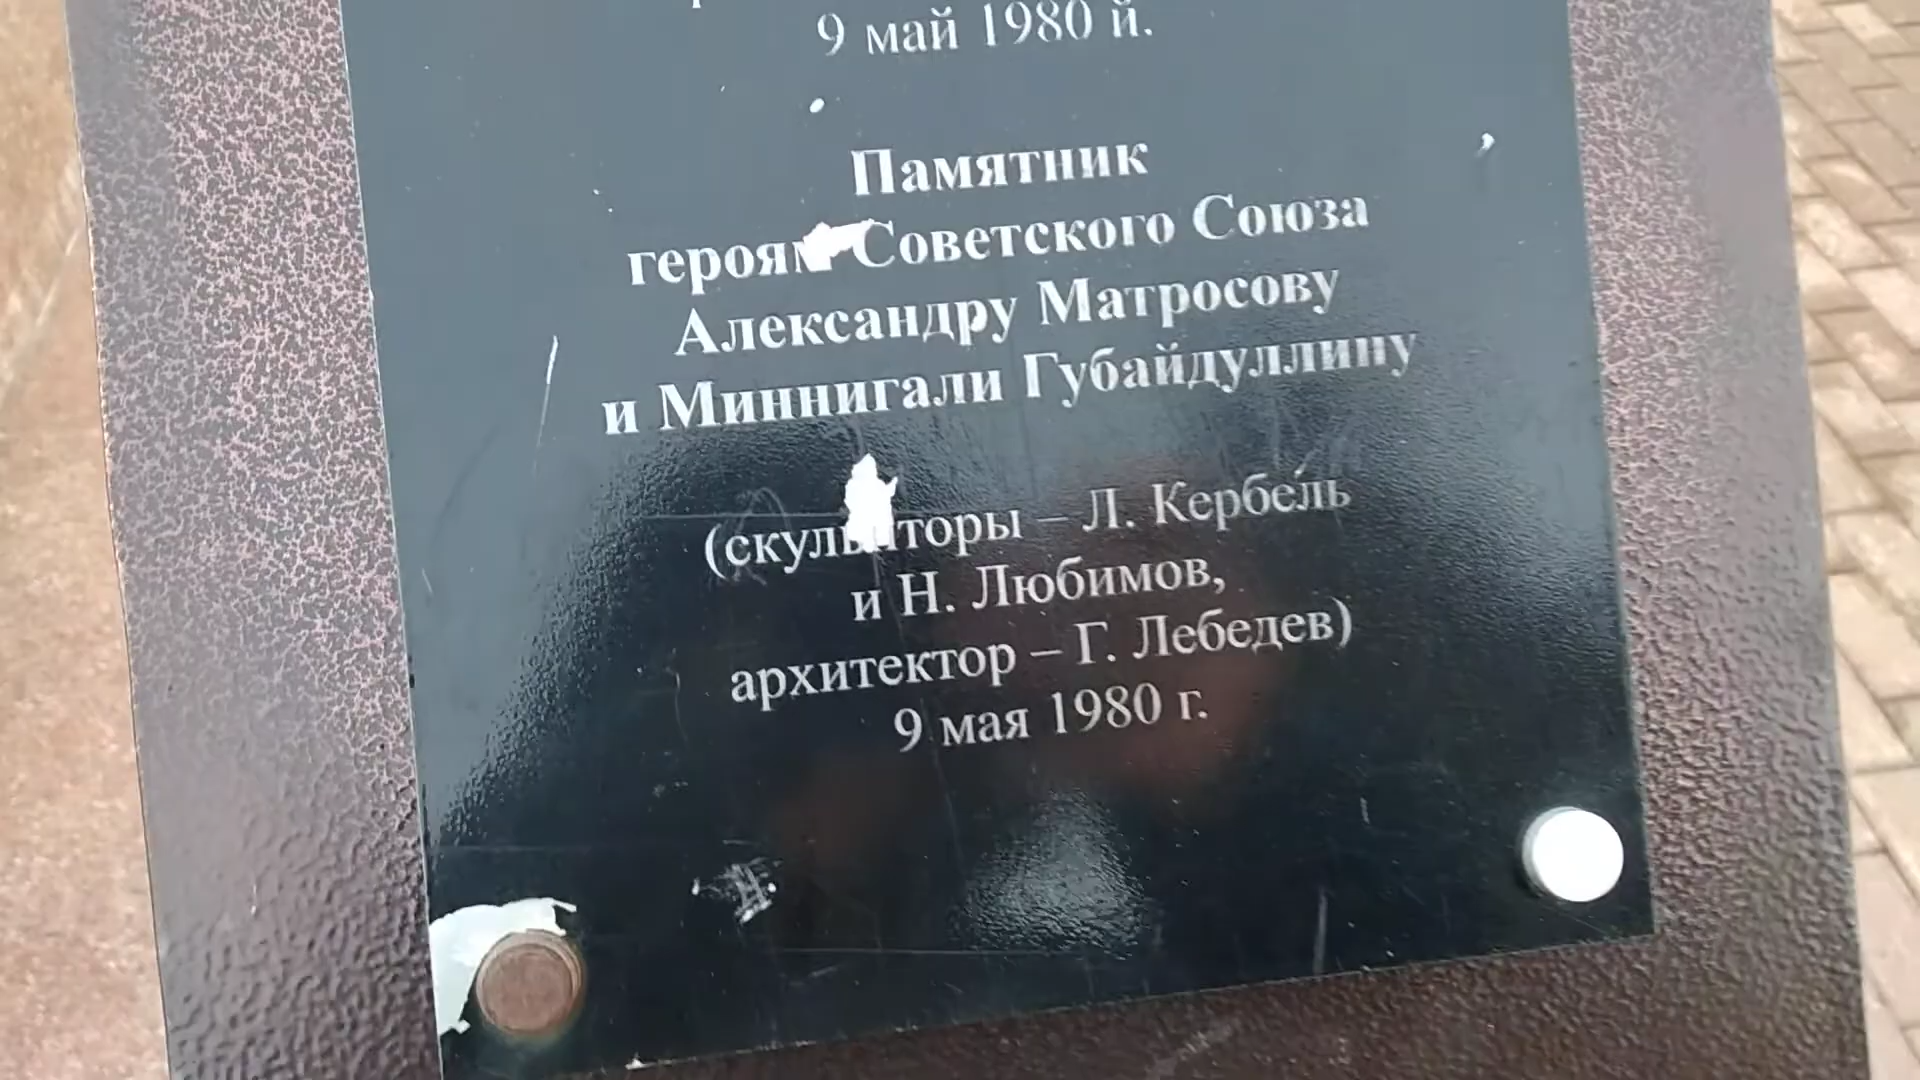 9 май 1980 й.
Памятник
героям Советского Союза
Александру Матросову
и Миннигали Губайдуллину
(скульпторы – Л. Кербель
и Н. Любимов,
архитектор – Г. Лебедев)
9 мая 1980 г.